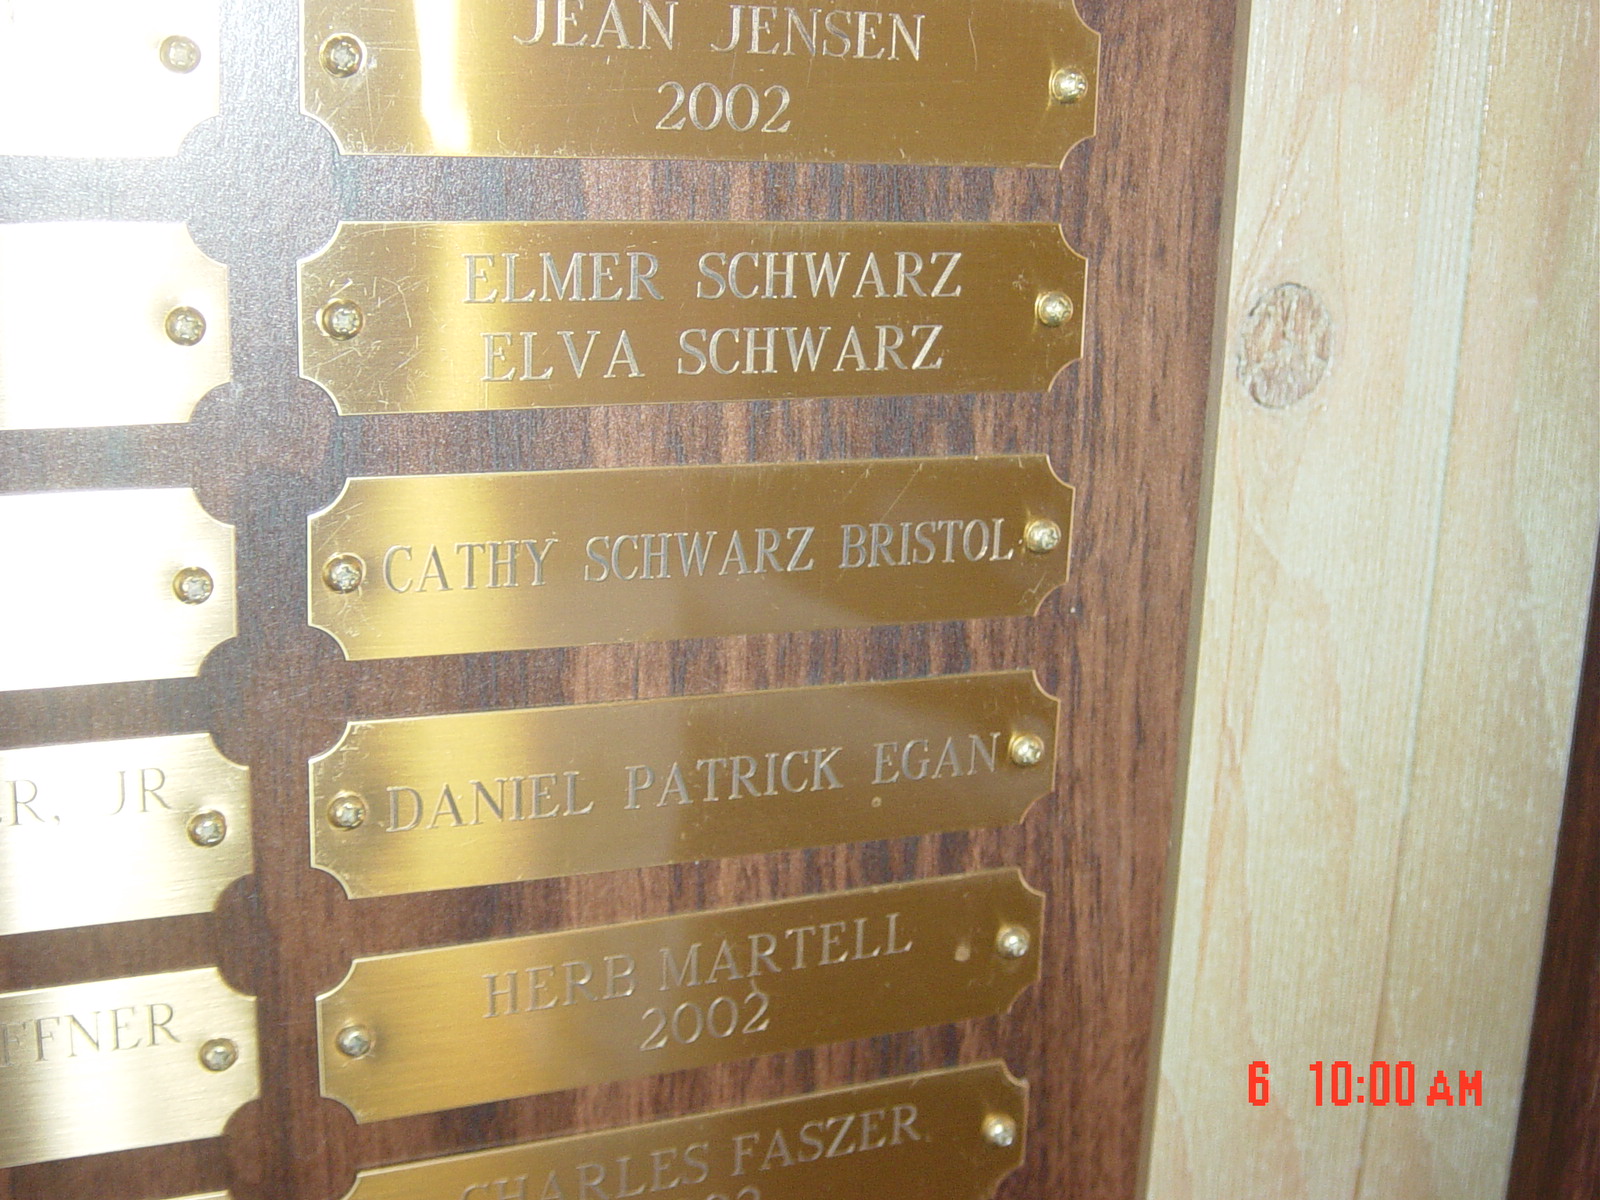 JEAN JENSEN
2002
ELMER SCHWARZ
ELVA SCHWARZ
CATHY SCHWARZ BRISTOL
DANIEL PATRICK EGAN
HERB MARTELL
2002
CHARLES FASZER
R, JR
FFNER
6 10:00 AM